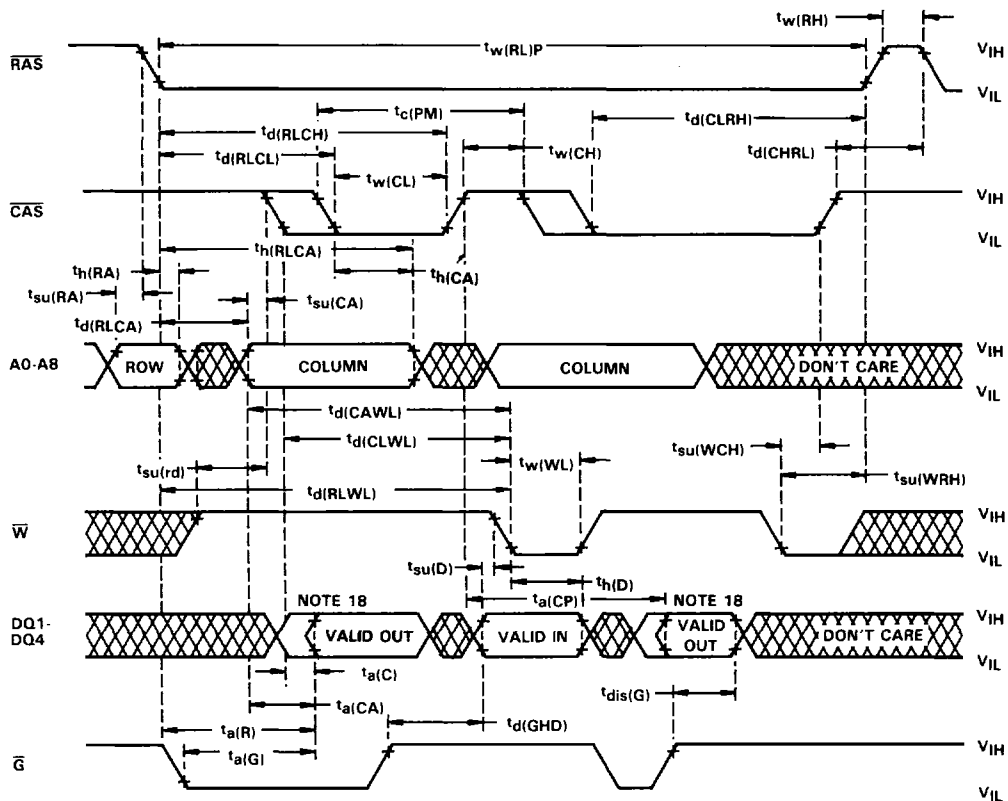 tw(RH)
RAS
tw(RL)P
VIH
VIL
tc(PM)
td(RLCH)
td(CLRH)
td(RLCL)
tw(CH)
td(CHRL)
tw(CL)
CAS
VIH
VIL
th(RLCA)
th(RA)
th(CA)
tsu(RA)
tsu(CA)
td(RLCA)
A0-A8
ROW
COLUMN
COLUMN
DON'T CARE
VIH
VIL
td(CAWL)
td(CLWL)
tsu(rd)
tw(WL)
tsu(WCH)
tsu(WRH)
td(RLWL)
W
VIH
VIL
tsu(D)
th(D)
ta(CP)
NOTE 18
NOTE 18
DQ1-
DQ4
VALID OUT
VALID IN
VALID
OUT
DON'T CARE
VIH
VIL
ta(C)
tdis(G)
ta(CA)
td(GHD)
ta(R)
ta(G)
G
VIH
VIL